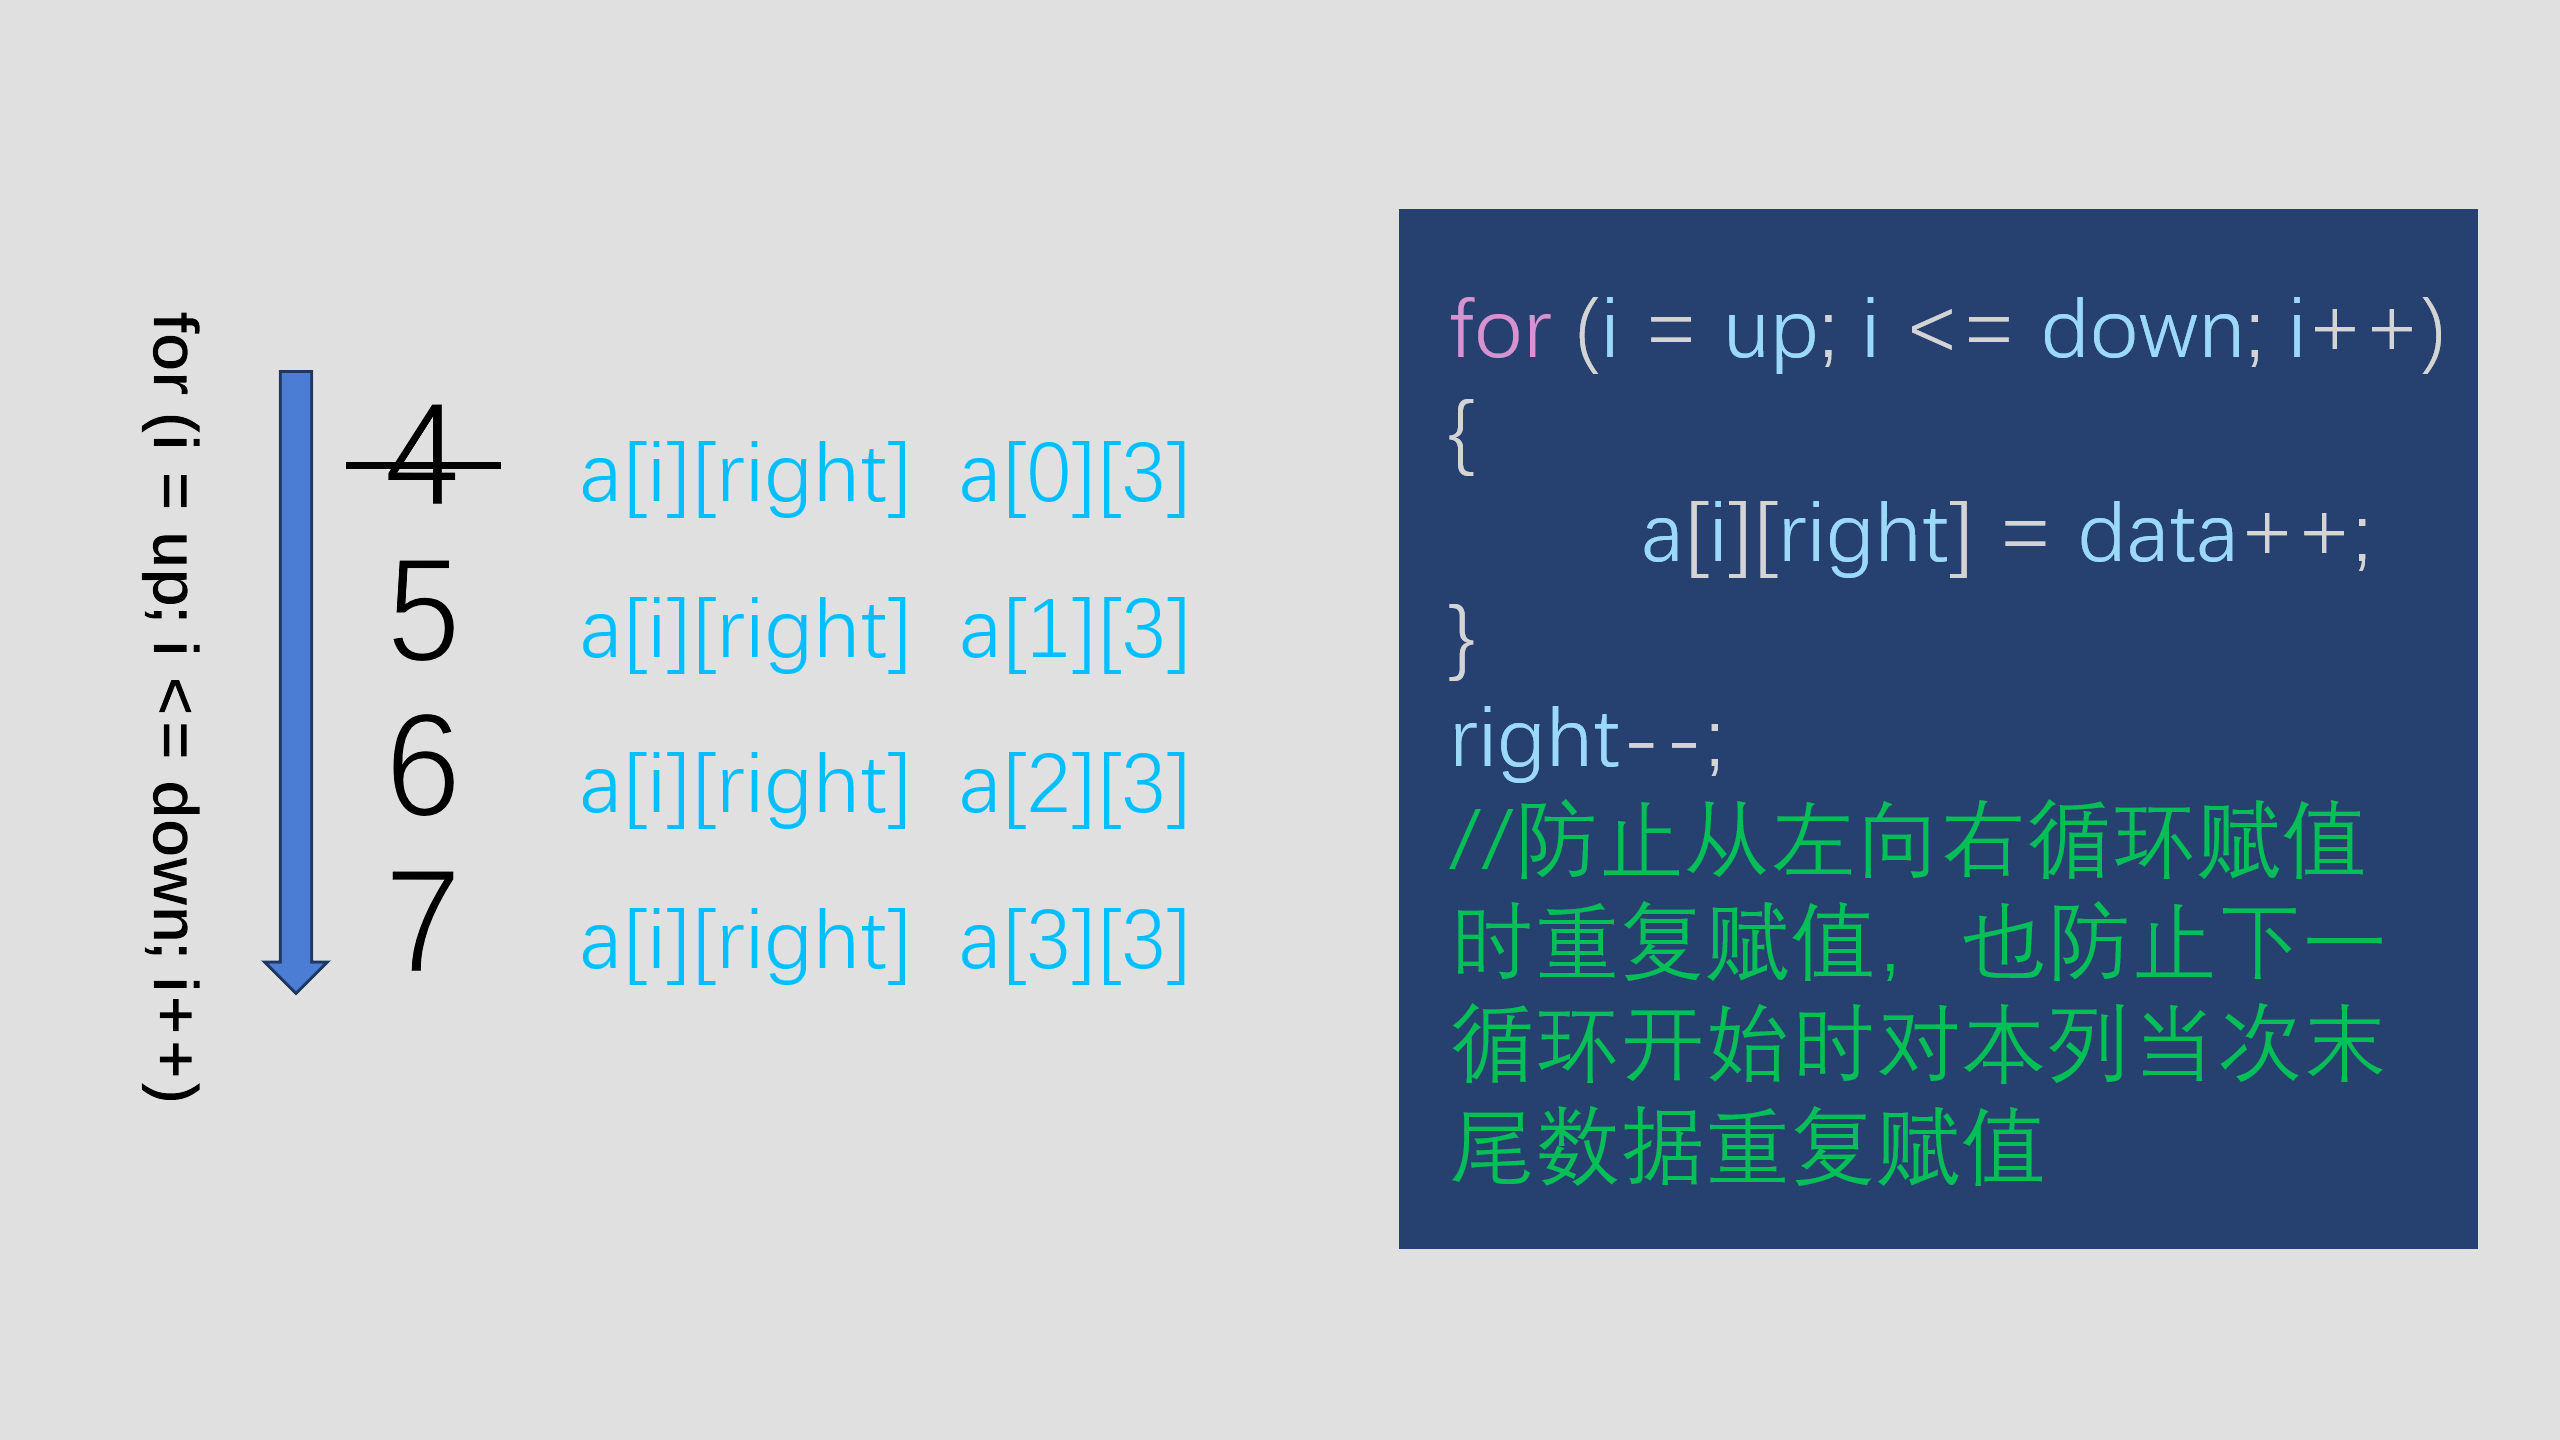 for (i = up; i <= down; i++)
4 a[i][right] a[0][3]
5 a[i][right] a[1][3]
6 a[i][right] a[2][3]
7 a[i][right] a[3][3]
for (i = up; i <= down; i++)
{
a[i][right] = data++;
}
right--;
//防止从左向右循环赋值
时重复赋值，也防止下一
循环开始时对本列当次末
尾数据重复赋值